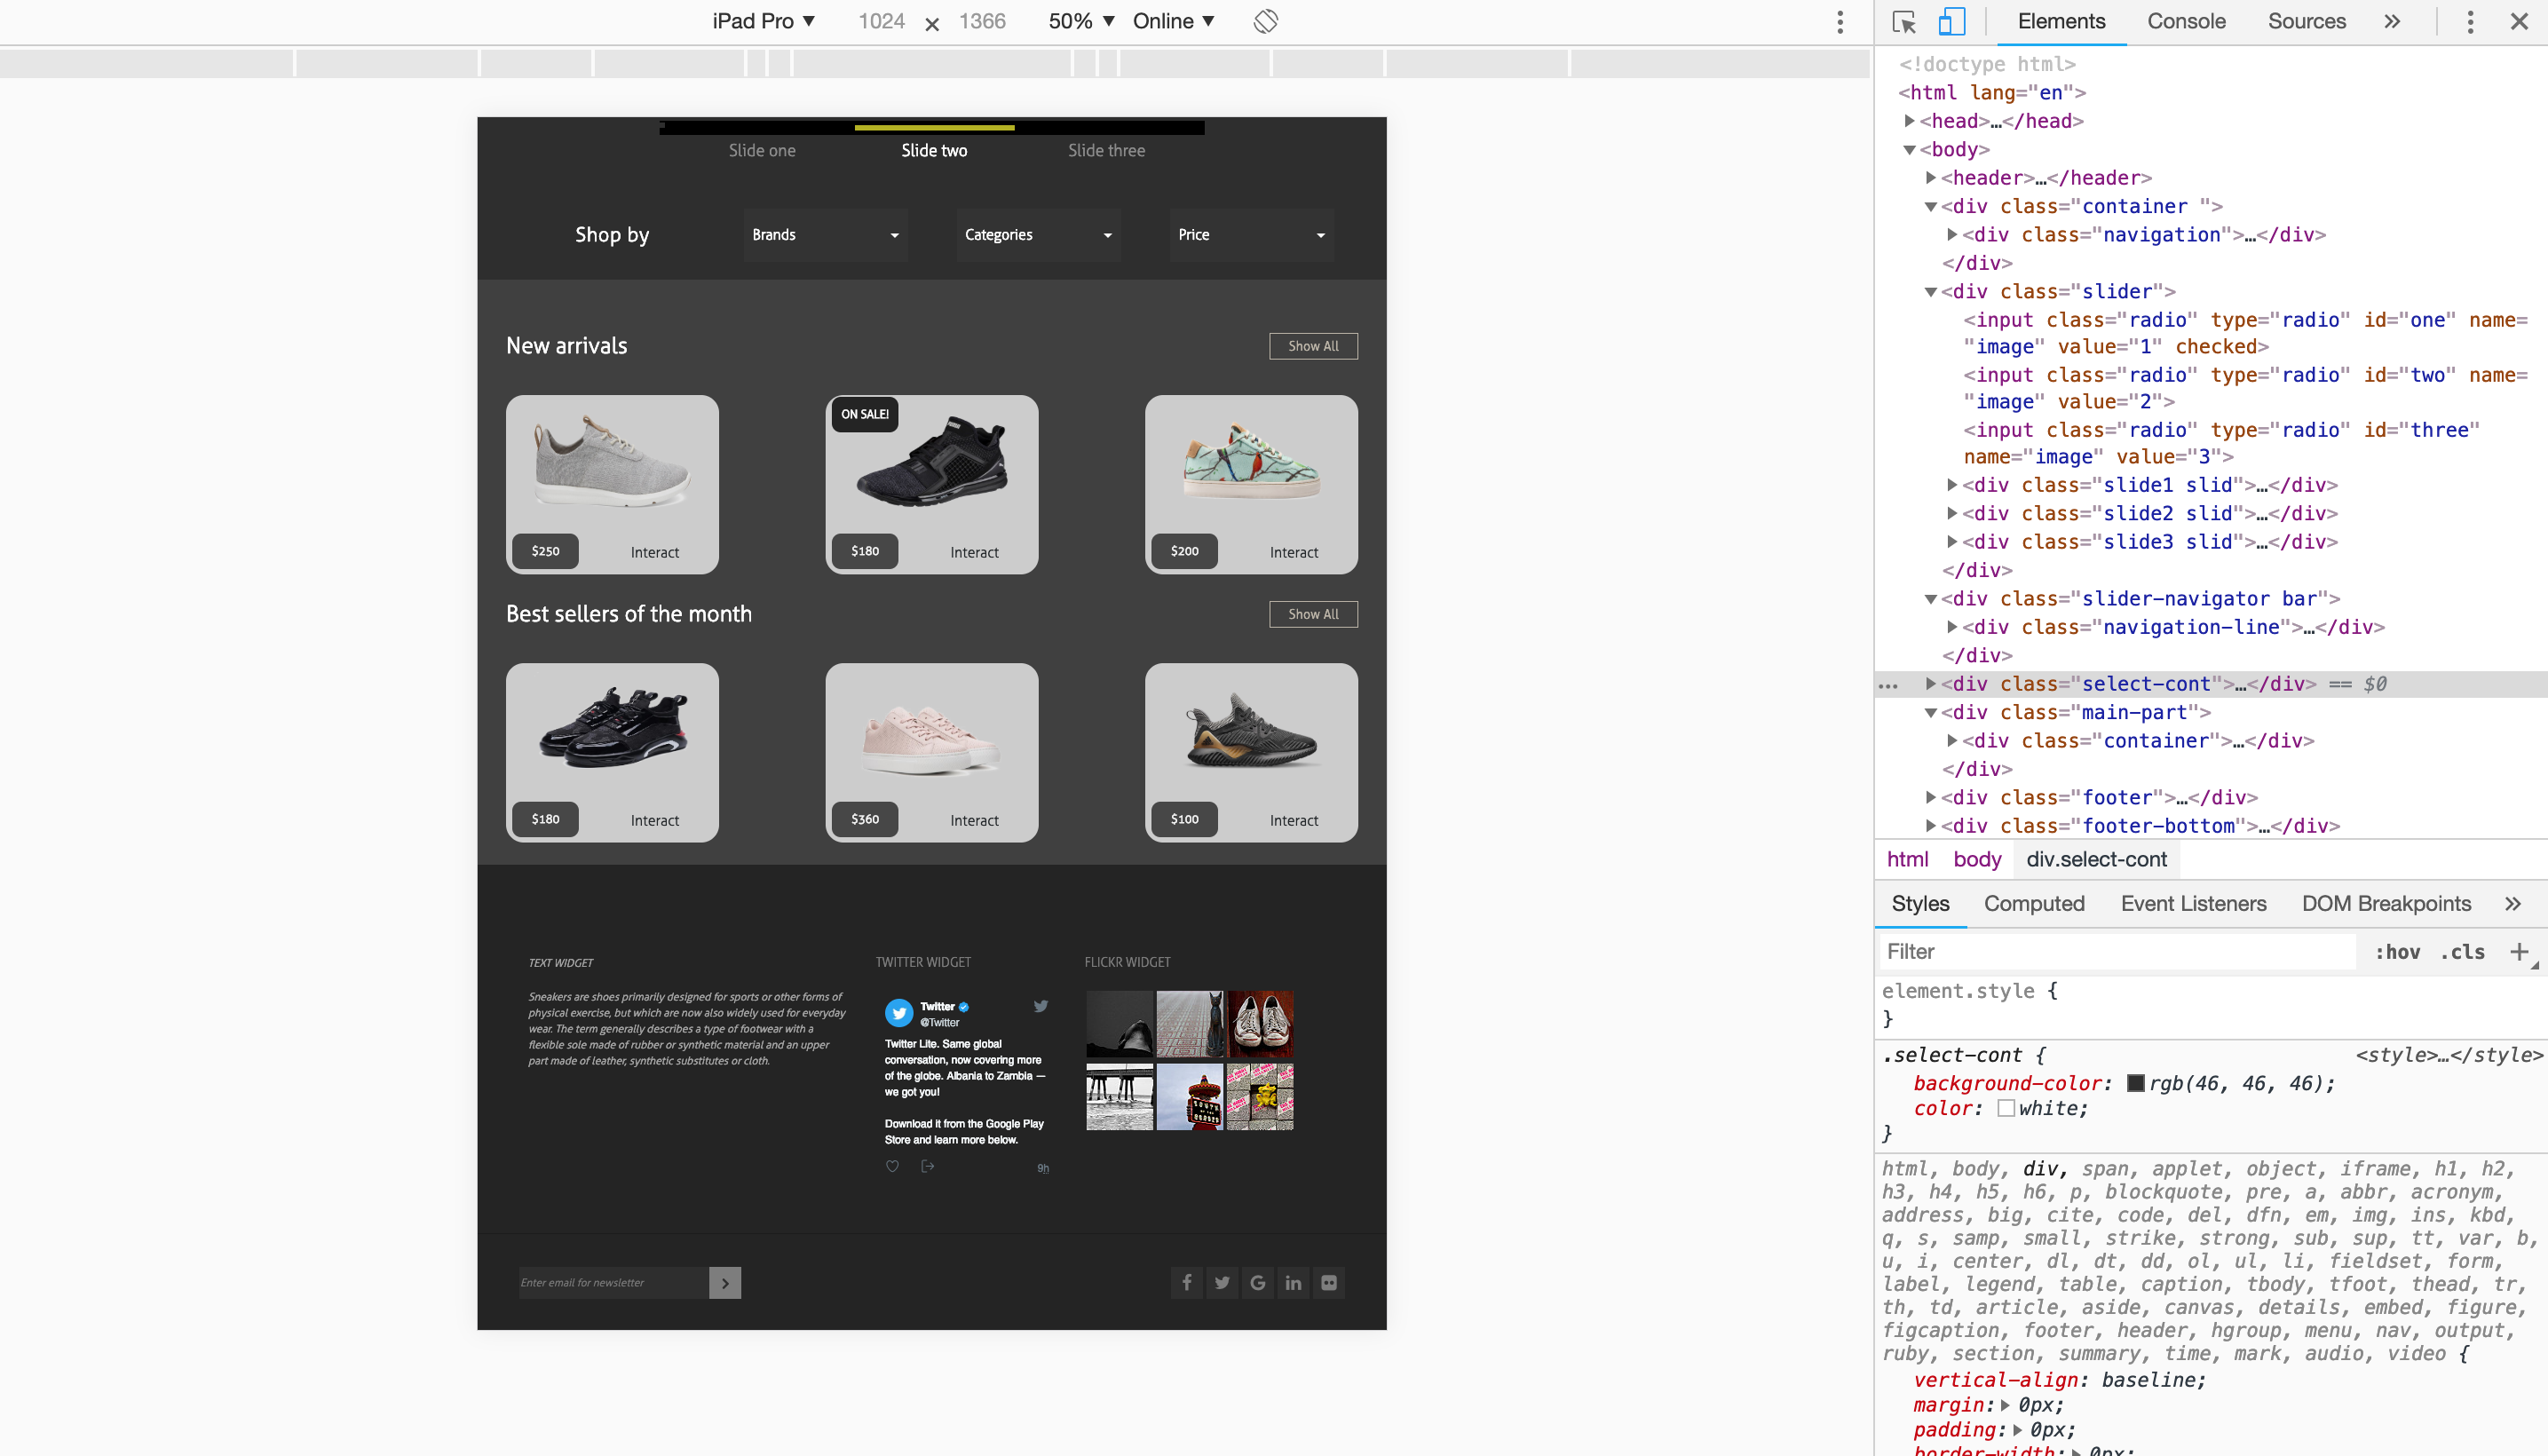 iPad Pro ▼ 1024 × 1366 50% ▼ Online ▼
Slide one Slide two Slide three
Shop by Brands Categories Price
New arrivals Show All
ON SALE!
$250 Interact $180 Interact $200 Interact
Best sellers of the month Show All
$180 Interact $360 Interact $100 Interact
TEXT WIDGET
Sneakers are shoes primarily designed for sports or other forms of
physical exercise, but which are now also widely used for everyday
wear. The term generally describes a type of footwear with a
flexible sole made of rubber or synthetic material and an upper
part made of leather, synthetic substitutes or cloth.
TWITTER WIDGET
Twitter
@Twitter
Twitter Lite. Same global
conversation, now covering more
of the globe. Albania to Zambia —
we got you!
Download it from the Google Play
Store and learn more below.
9h
FLICKR WIDGET
Enter email for newsletter
Elements Console Sources »
<!doctype html>
<html lang="en">
<head>…</head>
<body>
<header>…</header>
<div class="container ">
<div class="navigation">…</div>
</div>
<div class="slider">
<input class="radio" type="radio" id="one" name=
"image" value="1" checked>
<input class="radio" type="radio" id="two" name=
"image" value="2">
<input class="radio" type="radio" id="three"
name="image" value="3">
<div class="slide1 slid">…</div>
<div class="slide2 slid">…</div>
<div class="slide3 slid">…</div>
</div>
<div class="slider-navigator bar">
<div class="navigation-line">…</div>
</div>
<div class="select-cont">…</div> == $0
<div class="main-part">
<div class="container">…</div>
</div>
<div class="footer">…</div>
<div class="footer-bottom">…</div>
html body div.select-cont
Styles Computed Event Listeners DOM Breakpoints »
Filter :hov .cls +
element.style {
}
.select-cont { <style>…</style>
background-color: rgb(46, 46, 46);
color: white;
}
html, body, div, span, applet, object, iframe, h1, h2,
h3, h4, h5, h6, p, blockquote, pre, a, abbr, acronym,
address, big, cite, code, del, dfn, em, img, ins, kbd,
q, s, samp, small, strike, strong, sub, sup, tt, var, b,
u, i, center, dl, dt, dd, ol, ul, li, fieldset, form,
label, legend, table, caption, tbody, tfoot, thead, tr,
th, td, article, aside, canvas, details, embed, figure,
figcaption, footer, header, hgroup, menu, nav, output,
ruby, section, summary, time, mark, audio, video {
vertical-align: baseline;
margin: 0px;
padding: 0px;
border-width: 0px;